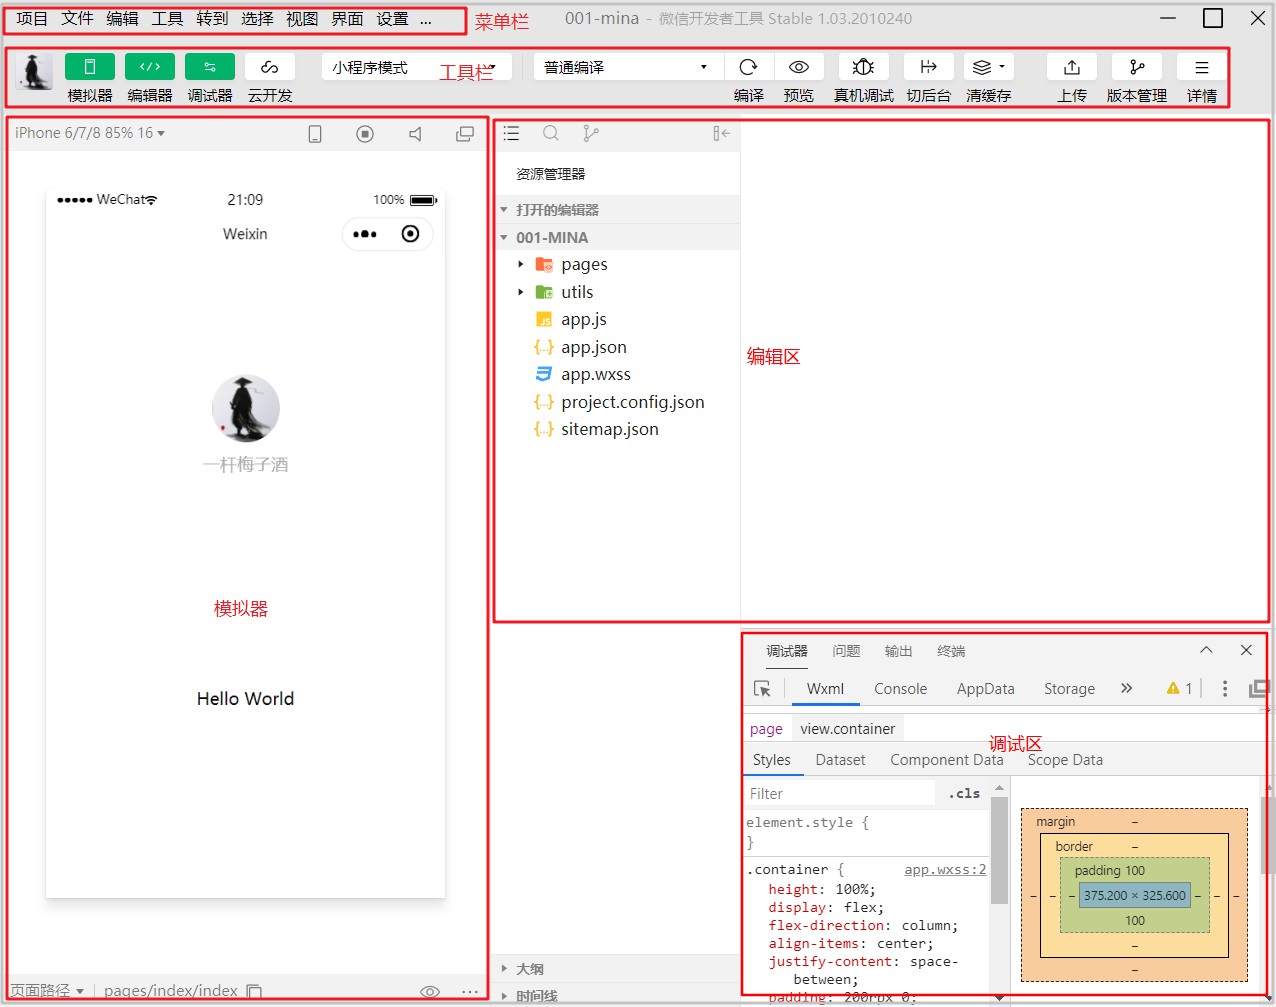 项目 文件 编辑 工具 转到 选择 视图 界面 设置 ... 菜单栏 001-mina - 微信开发者工具 Stable 1.03.2010240
小程序模式 工具栏 普通编译
模拟器 编辑器 调试器 云开发 编译 预览 真机调试 切后台 清缓存 上传 版本管理 详情
iPhone 6/7/8 85% 16
WeChat 21:09 100%
Weixin
一杆梅子酒
模拟器
Hello World
页面路径 pages/index/index ...
资源管理器
打开的编辑器
001-MINA
pages
utils
JS app.js
{..} app.json
app.wxss
{..} project.config.json
{..} sitemap.json
大纲
时间线
编辑区
调试器 问题 输出 终端
Wxml Console AppData Storage » 1
page view.container
调试区
Styles Dataset Component Data Scope Data
Filter .cls
element.style {
}
.container { app.wxss:2
height: 100%;
display: flex;
flex-direction: column;
align-items: center;
justify-content: space-
between;
padding: 200rpx 0;
margin –
border –
padding 100
– – – 375.200 × 325.600 – – –
100
–
–